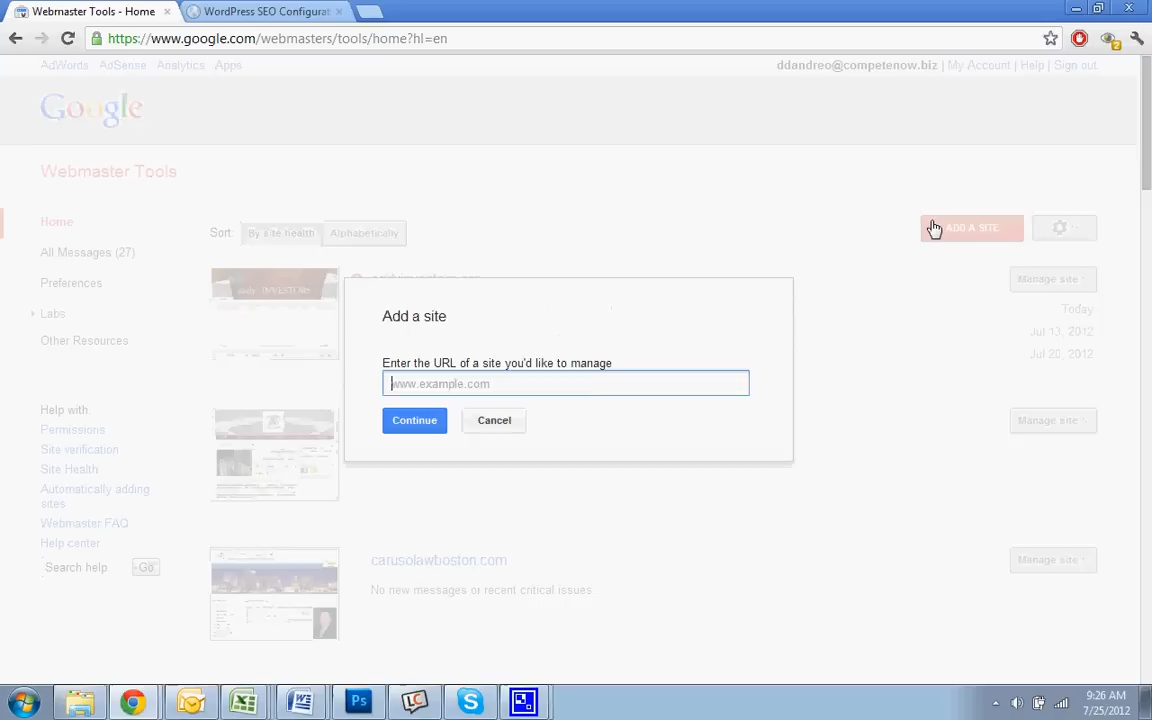 Webmaster Tools - Home
WordPress SEO Configurat
https://www.google.com/webmasters/tools/home?hl=en
2
AdWords AdSense Analytics Apps
ddandreo@competenow.biz | My Account | Help | Sign out
Google
Webmaster Tools
Home
All Messages (27)
Preferences
Labs
Other Resources
Help with:
Permissions
Site verification
Site Health
Automatically adding
sites
Webmaster FAQ
Help center
Search help Go
Sort: By site health Alphabetically
ADD A SITE
Manage site
Today
Jul 20, 2012
Add a site
Enter the URL of a site you'd like to manage
www.example.com
Continue Cancel
INVESTORS
Manage site
carusolawboston.com
No new messages or recent critical issues
Manage site
W Ps LC S
9:26 AM
7/25/2012